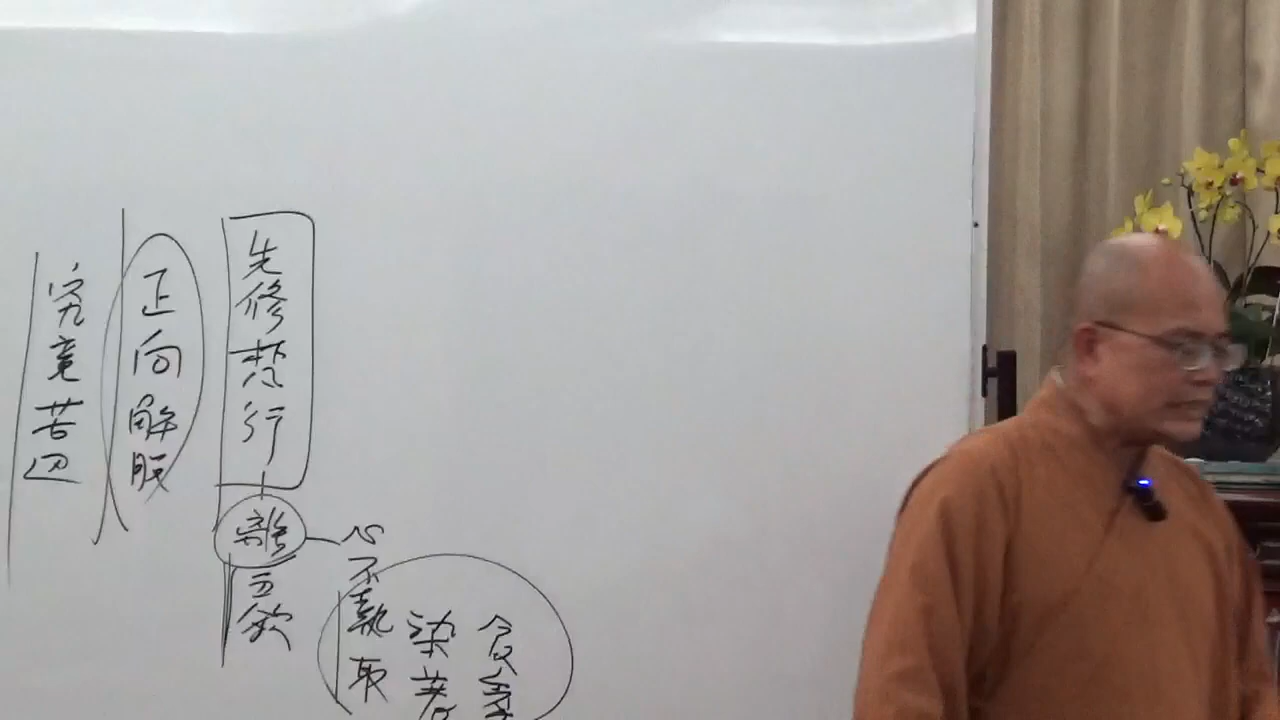 先修梵行
離五欲
心不執取
染著
正向解脫
究竟苦辺